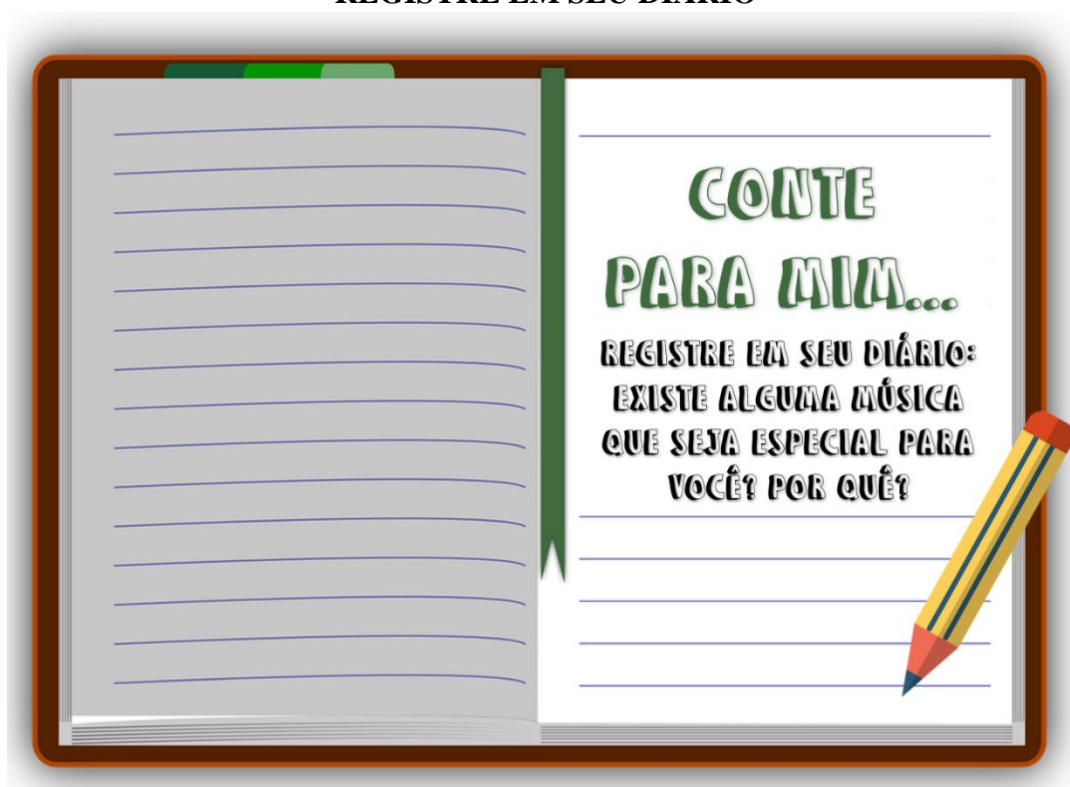 REGISTRE EM SEU DIÁRIO
CONTE
PARA MIM...
REGISTRE EM SEU DIÁRIO:
EXISTE ALGUMA MÚSICA
QUE SEJA ESPECIAL PARA
VOCÊ? POR QUÊ?